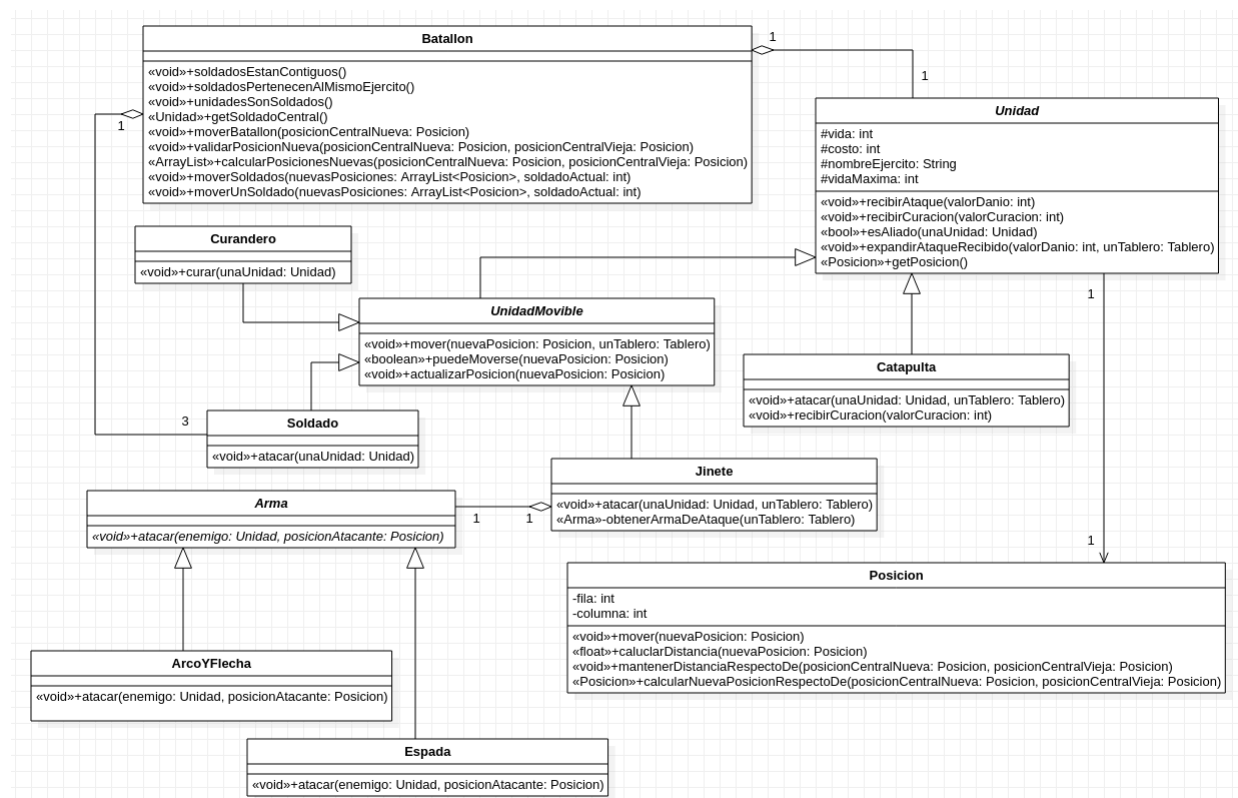 Batallon
«void»+soldadosEstanContiguos()
«void»+soldadosPertenecenAlMismoEjercito()
«void»+unidadesSonSoldados()
«Unidad»+getSoldadoCentral()
«void»+moverBatallon(posicionCentralNueva: Posicion)
«void»+validarPosicionNueva(posicionCentralNueva: Posicion, posicionCentralVieja: Posicion)
«ArrayList»+calcularPosicionesNuevas(posicionCentralNueva: Posicion, posicionCentralVieja: Posicion)
«void»+moverSoldados(nuevasPosiciones: ArrayList<Posicion>, soldadoActual: int)
«void»+moverUnSoldado(nuevasPosiciones: ArrayList<Posicion>, soldadoActual: int)
1
1
1
3
Unidad
#vida: int
#costo: int
#nombreEjercito: String
#vidaMaxima: int
«void»+recibirAtaque(valorDanio: int)
«void»+recibirCuracion(valorCuracion: int)
«bool»+esAliado(unaUnidad: Unidad)
«void»+expandirAtaqueRecibido(valorDanio: int, unTablero: Tablero)
«Posicion»+getPosicion()
1
1
Curandero
«void»+curar(unaUnidad: Unidad)
UnidadMovible
«void»+mover(nuevaPosicion: Posicion, unTablero: Tablero)
«boolean»+puedeMoverse(nuevaPosicion: Posicion)
«void»+actualizarPosicion(nuevaPosicion: Posicion)
Catapulta
«void»+atacar(unaUnidad: Unidad, unTablero: Tablero)
«void»+recibirCuracion(valorCuracion: int)
Soldado
«void»+atacar(unaUnidad: Unidad)
Jinete
«void»+atacar(unaUnidad: Unidad, unTablero: Tablero)
«Arma»-obtenerArmaDeAtaque(unTablero: Tablero)
1
1
Arma
«void»+atacar(enemigo: Unidad, posicionAtacante: Posicion)
Posicion
-fila: int
-columna: int
«void»+mover(nuevaPosicion: Posicion)
«float»+caluclarDistancia(nuevaPosicion: Posicion)
«void»+mantenerDistanciaRespectoDe(posicionCentralNueva: Posicion, posicionCentralVieja: Posicion)
«Posicion»+calcularNuevaPosicionRespectoDe(posicionCentralNueva: Posicion, posicionCentralVieja: Posicion)
ArcoYFlecha
«void»+atacar(enemigo: Unidad, posicionAtacante: Posicion)
Espada
«void»+atacar(enemigo: Unidad, posicionAtacante: Posicion)